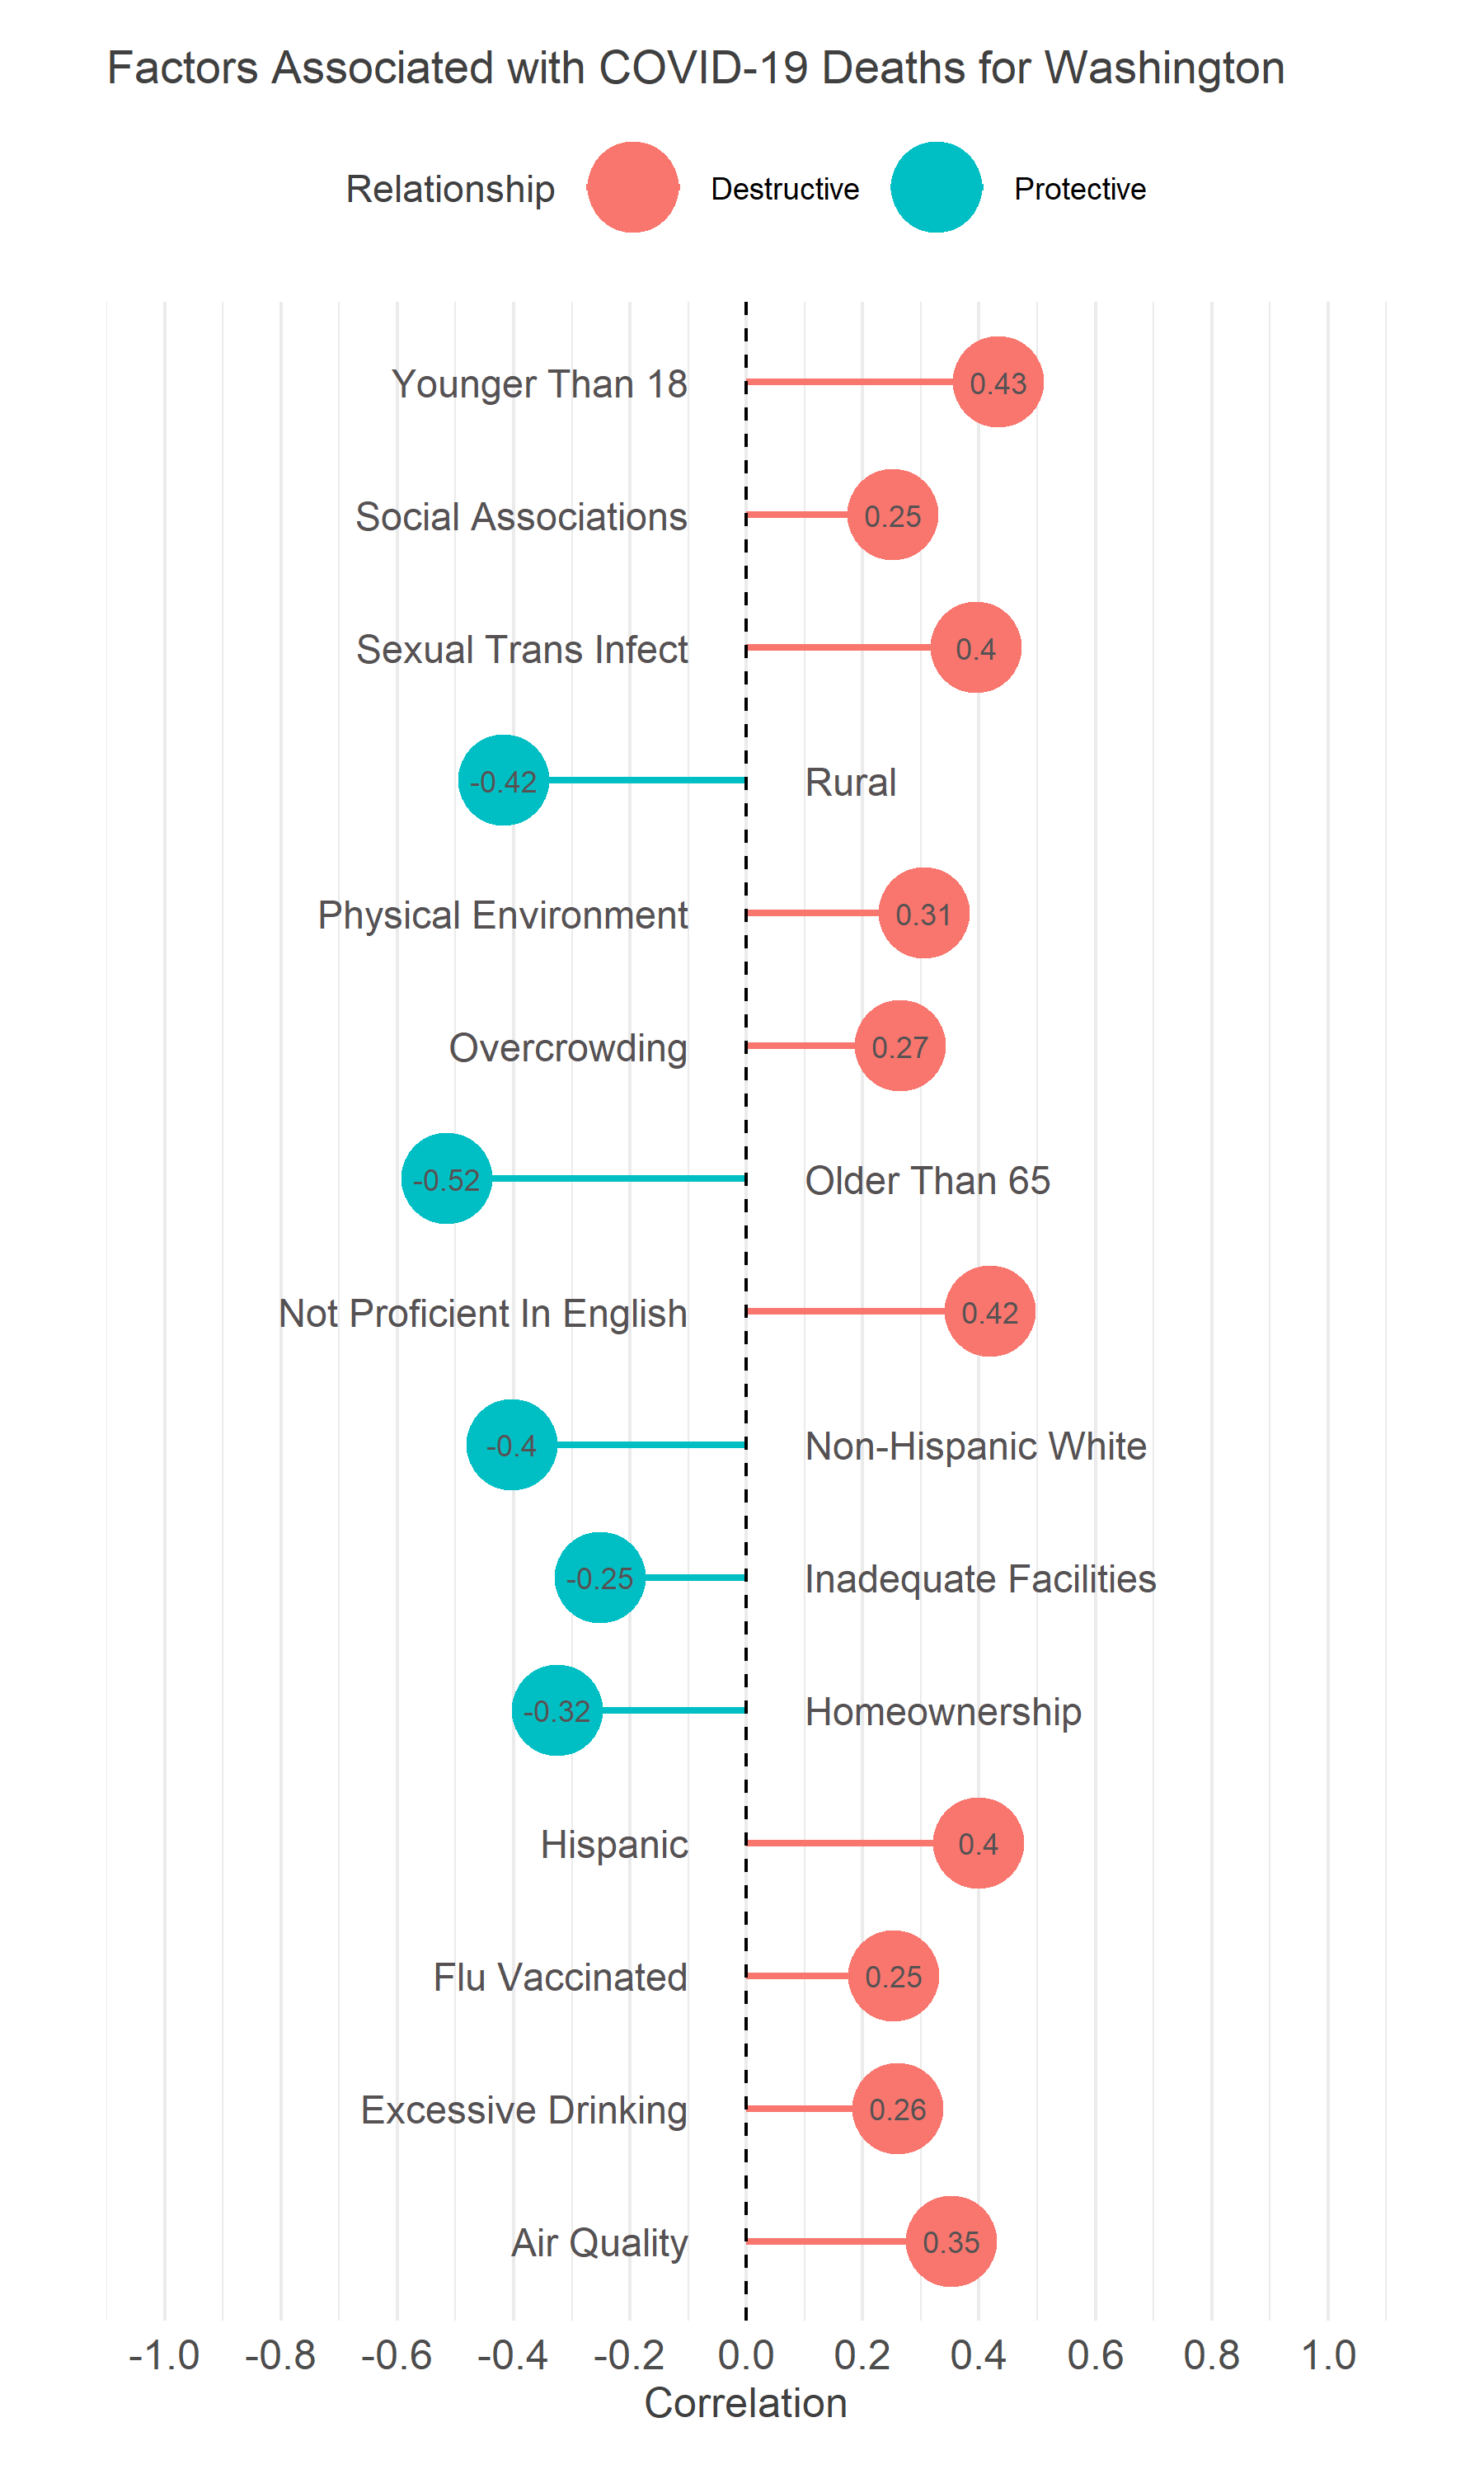 Factors Associated with COVID-19 Deaths for Washington
Relationship Destructive Protective
Younger Than 18 0.43
Social Associations 0.25
Sexual Trans Infect 0.4
-0.42 Rural
Physical Environment 0.31
Overcrowding 0.27
-0.52 Older Than 65
Not Proficient In English 0.42
-0.4 Non-Hispanic White
-0.25 Inadequate Facilities
-0.32 Homeownership
Hispanic 0.4
Flu Vaccinated 0.25
Excessive Drinking 0.26
Air Quality 0.35
-1.0 -0.8 -0.6 -0.4 -0.2 0.0 0.2 0.4 0.6 0.8 1.0
Correlation